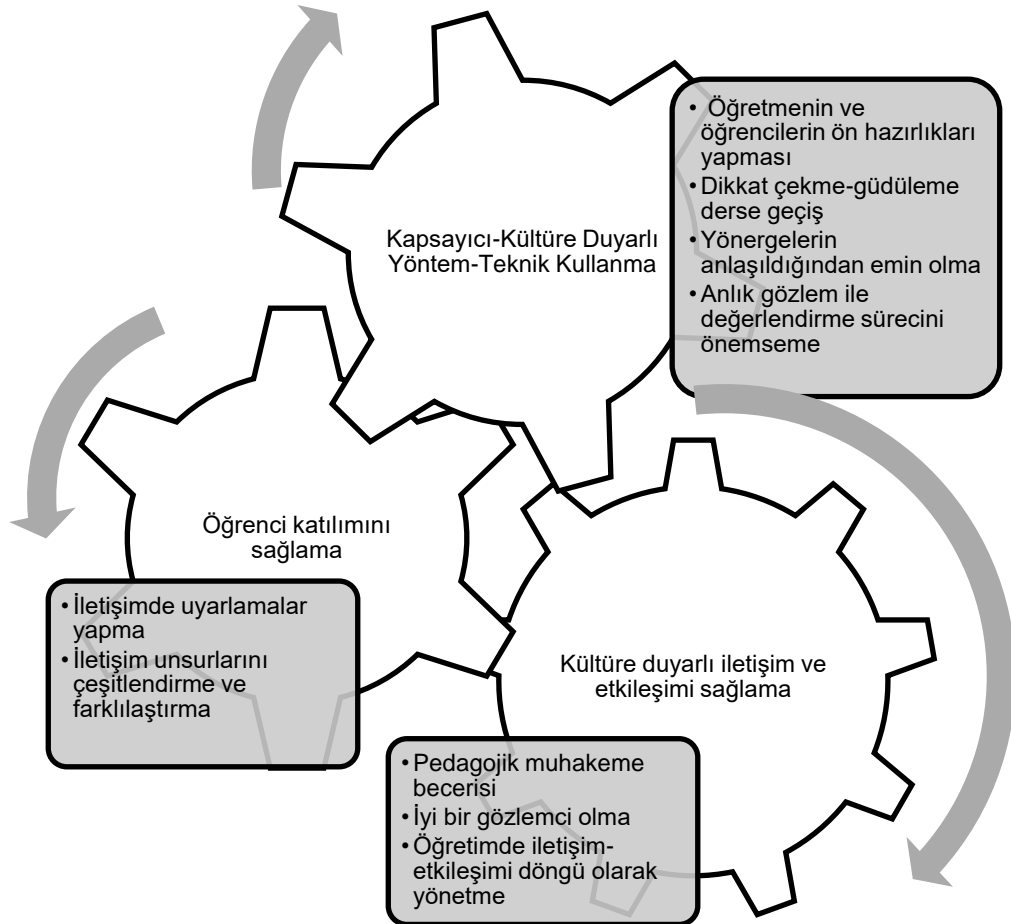 Kapsayıcı-Kültüre Duyarlı
Yöntem-Teknik Kullanma
• Öğretmenin ve
öğrencilerin ön hazırlıkları
yapması
• Dikkat çekme-güdüleme
derse geçiş
• Yönergelerin
anlaşıldığından emin olma
• Anlık gözlem ile
değerlendirme sürecini
önemseme
Öğrenci katılımını
sağlama
• İletişimde uyarlamalar
yapma
• İletişim unsurlarını
çeşitlendirme ve
farklılaştırma
Kültüre duyarlı iletişim ve
etkileşimi sağlama
• Pedagojik muhakeme
becerisi
• İyi bir gözlemci olma
• Öğretimde iletişim-
etkileşimi döngü olarak
yönetme